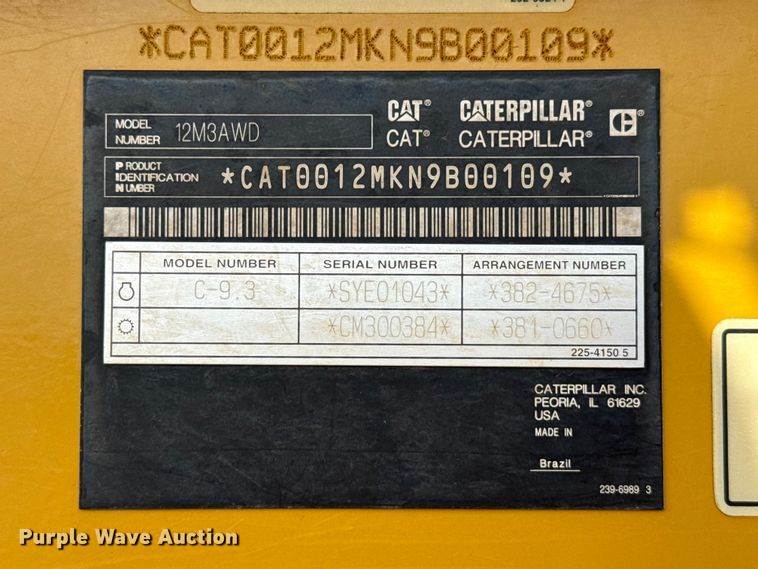 *CAT0012MKN9B00109*
MODEL NUMBER 12M3AWD
CAT® CATERPILLAR®
CAT® CATERPILLAR®
PRODUCT IDENTIFICATION NUMBER *CAT0012MKN9B00109*
MODEL NUMBER SERIAL NUMBER ARRANGEMENT NUMBER
C-9.3 *SYE01043* *382-4675*
*CM300384* *381-0660*
225-4150 5
CATERPILLAR INC.
PEORIA, IL 61629
USA
MADE IN
Brazil
239-6989 3
Purple Wave Auction